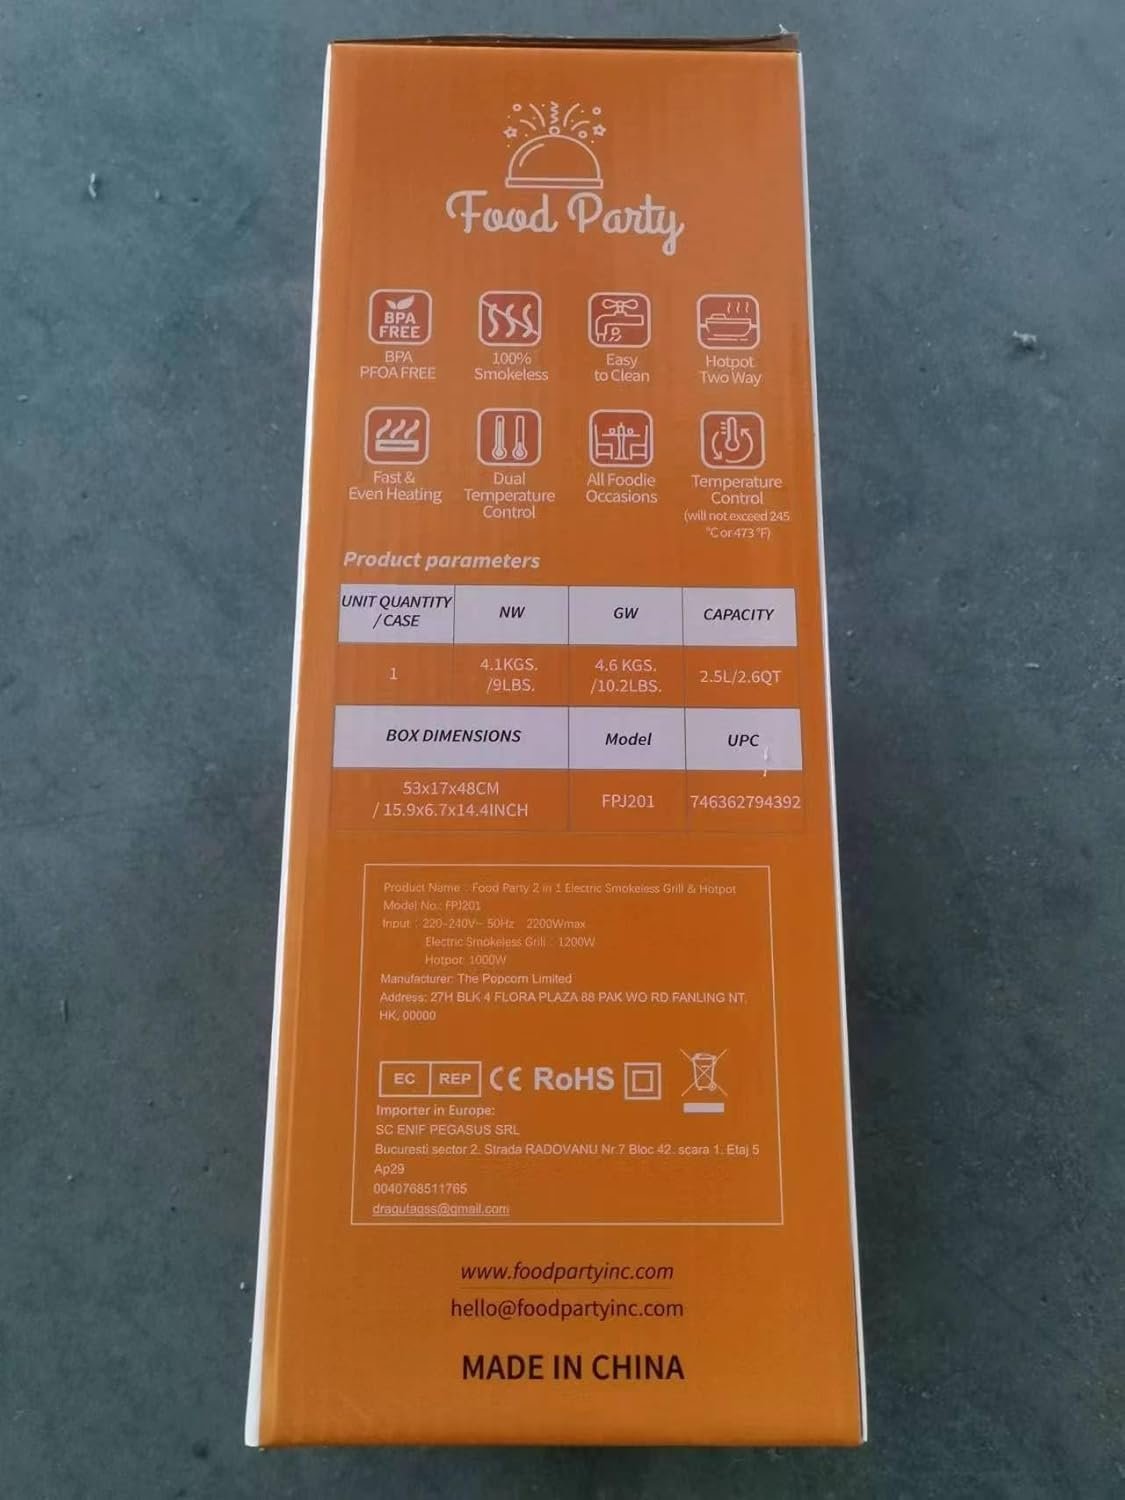 Food Party
BPA
FREE
BPA
PFOA FREE
100%
Smokeless
Easy
to Clean
Hotpot
Two Way
Fast &
Even Heating
Dual
Temperature
Control
All Foodie
Occasions
Temperature
Control
(will not exceed 245
°C or 473 °F)
Product parameters
UNIT QUANTITY
/ CASE
NW
GW
CAPACITY
1
4.1KGS.
/9LBS.
4.6 KGS.
/10.2LBS.
2.5L/2.6QT
BOX DIMENSIONS
Model
UPC
53x17x48CM
/ 15.9x6.7x14.4INCH
FPJ201
746362794392
Product Name : Food Party 2 in 1 Electric Smokeless Grill & Hotpot
Model No.: FPJ201
Input : 220-240V~ 50Hz 2200Wmax
Electric Smokeless Grill : 1200W
Hotpot: 1000W
Manufacturer: The Popcorn Limited
Address: 27H BLK 4 FLORA PLAZA 88 PAK WO RD FANLING NT,
HK, 00000
EC REP CE RoHS
Importer in Europe:
SC ENIF PEGASUS SRL
Bucuresti sector 2, Strada RADOVANU Nr.7 Bloc 42, scara 1, Etaj 5
Ap29
0040768511765
dragutagss@gmail.com
www.foodpartyinc.com
hello@foodpartyinc.com
MADE IN CHINA